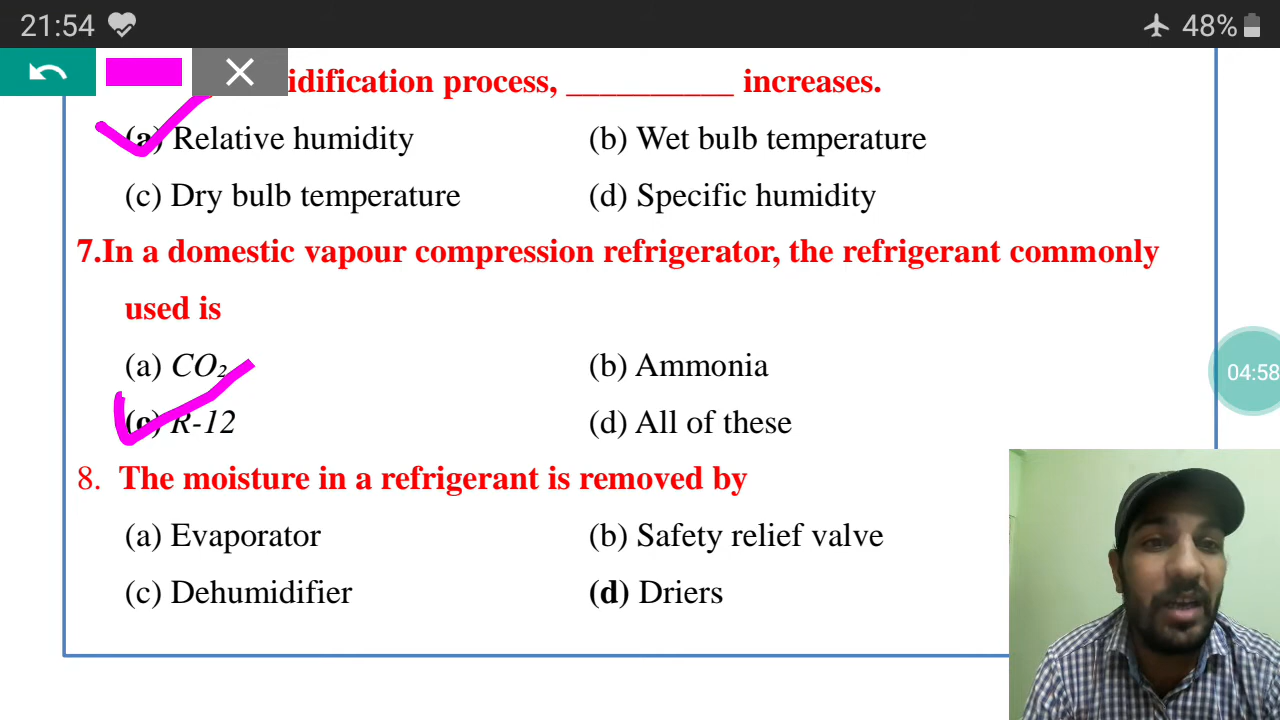 21:54 48%
idification process, __________ increases.
(a) Relative humidity (b) Wet bulb temperature
(c) Dry bulb temperature (d) Specific humidity
7.In a domestic vapour compression refrigerator, the refrigerant commonly
used is
(a) CO₂ (b) Ammonia
(c) R-12 (d) All of these
04:58
8. The moisture in a refrigerant is removed by
(a) Evaporator (b) Safety relief valve
(c) Dehumidifier (d) Driers